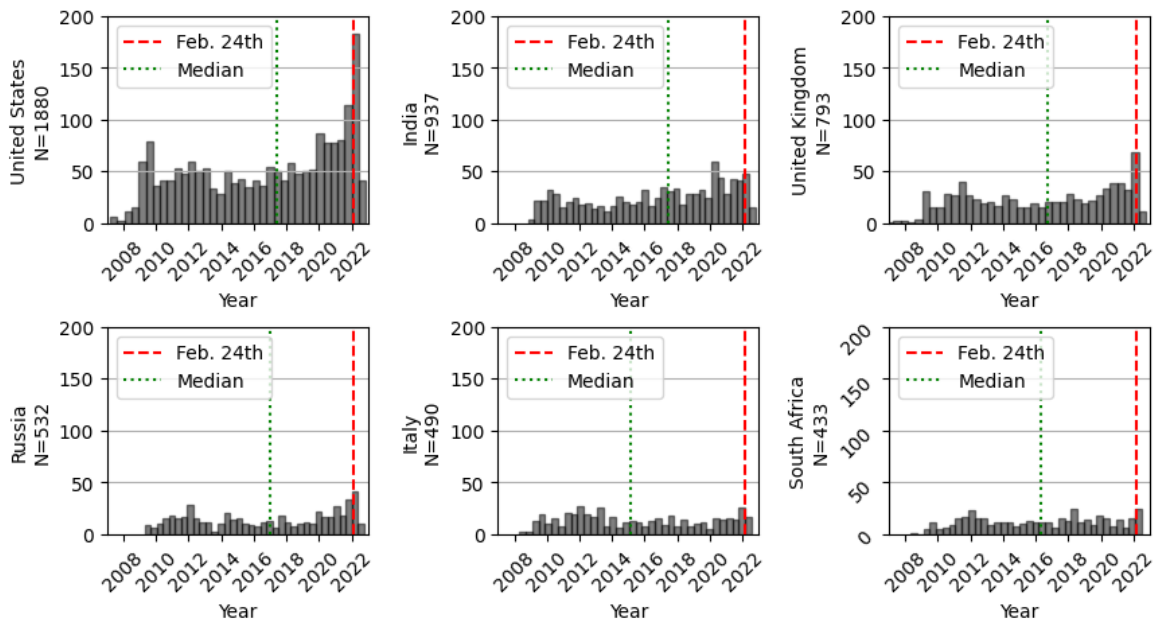 United States
N=1880
200
150
100
50
0
Feb. 24th
Median
2008
2010
2012
2014
2016
2018
2020
2022
Year
India
N=937
200
150
100
50
0
Feb. 24th
Median
2008
2010
2012
2014
2016
2018
2020
2022
Year
United Kingdom
N=793
200
150
100
50
0
Feb. 24th
Median
2008
2010
2012
2014
2016
2018
2020
2022
Year
Russia
N=532
200
150
100
50
0
Feb. 24th
Median
2008
2010
2012
2014
2016
2018
2020
2022
Year
Italy
N=490
200
150
100
50
0
Feb. 24th
Median
2008
2010
2012
2014
2016
2018
2020
2022
Year
South Africa
N=433
200
150
100
50
0
Feb. 24th
Median
2008
2010
2012
2014
2016
2018
2020
2022
Year